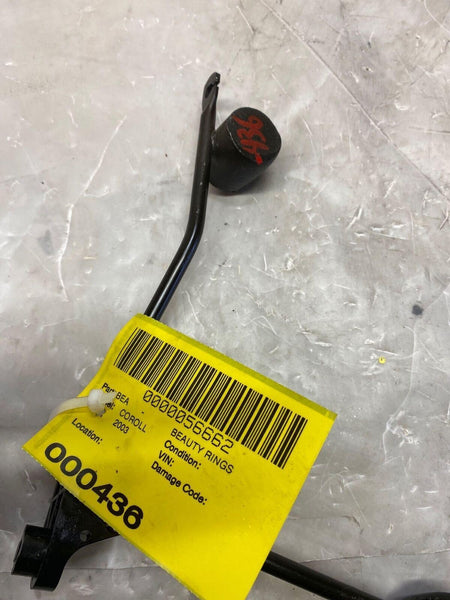 436
0000056662
Part: BEA
BEAUTY RINGS
COROLL
2003
Condition:
VIN:
Damage Code:
Location:
000436